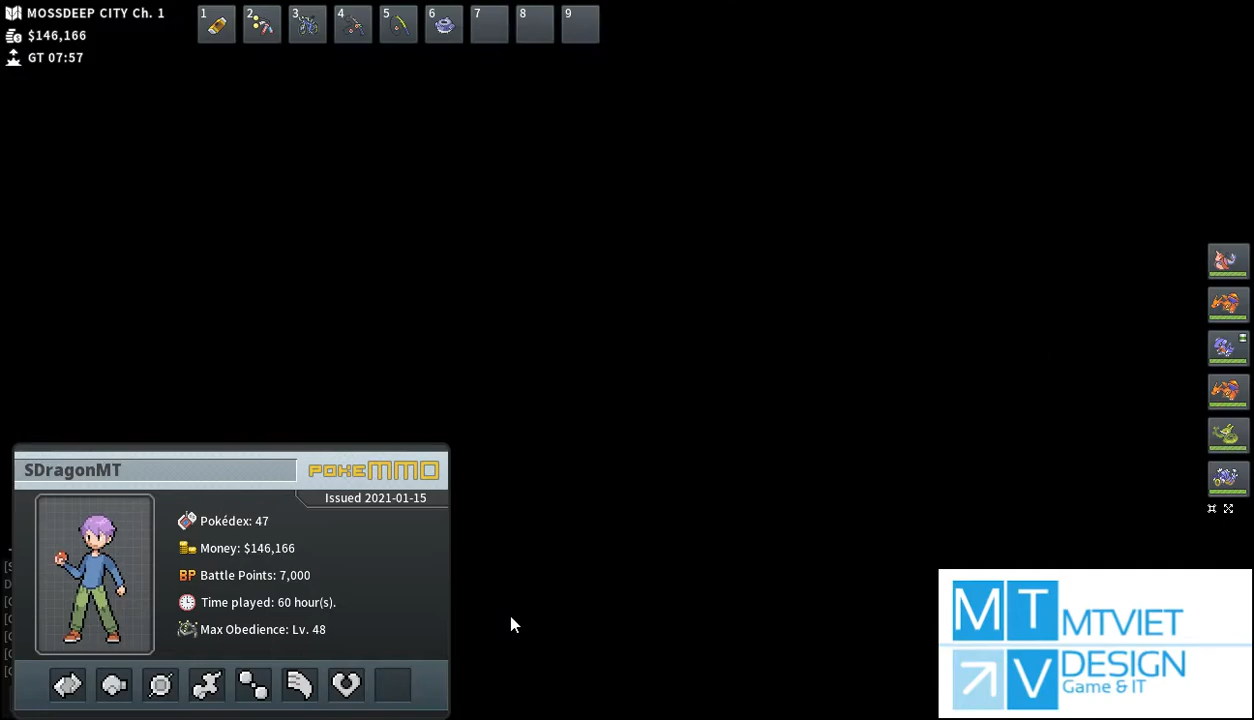 MOSSDEEP CITY Ch. 1
$146,166
GT 07:57
1 2 3 4 5 6 7 8 9
SDragonMT
POKEMMO
Issued 2021-01-15
Pokédex: 47
Money: $146,166
BP Battle Points: 7,000
Time played: 60 hour(s).
Max Obedience: Lv. 48
MT MTVIET
V DESIGN
Game & IT